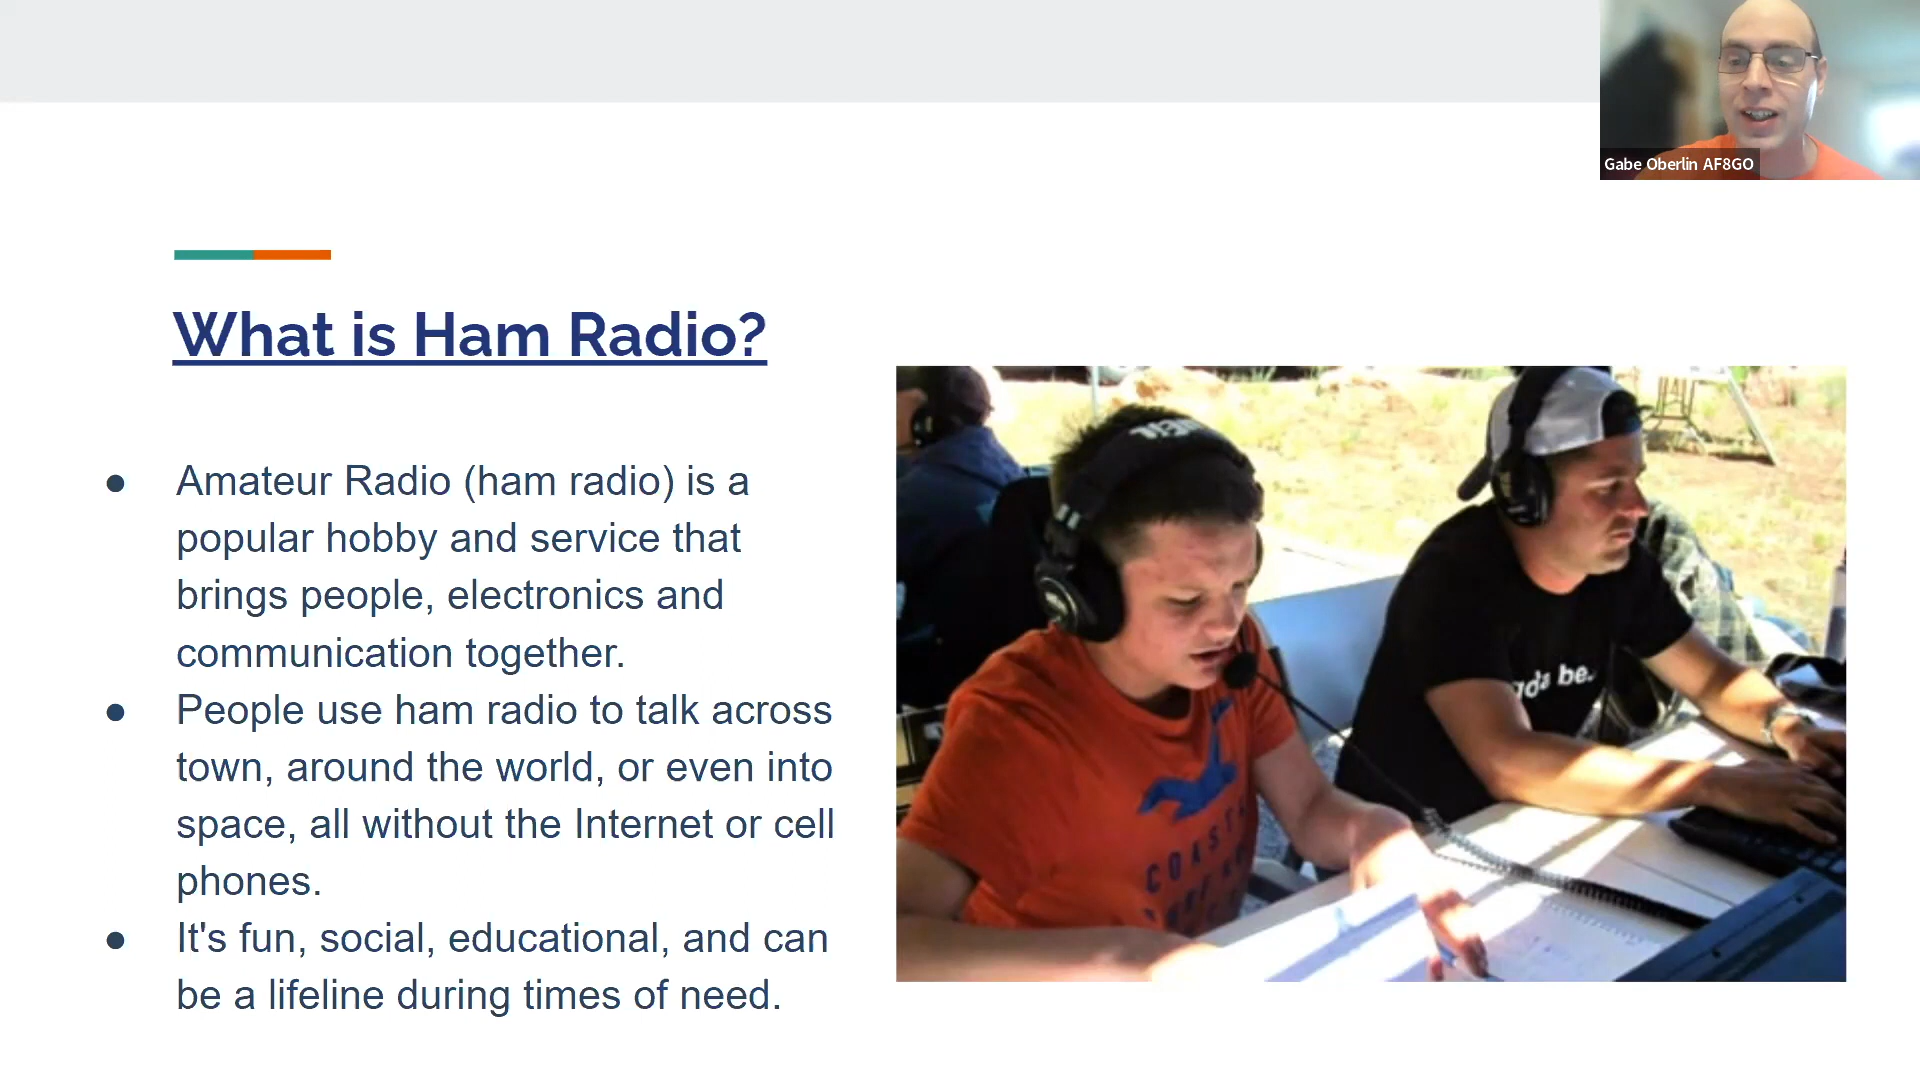 Gabe Oberlin AF8GO
What is Ham Radio?
● Amateur Radio (ham radio) is a
popular hobby and service that
brings people, electronics and
communication together.
● People use ham radio to talk across
town, around the world, or even into
space, all without the Internet or cell
phones.
● It's fun, social, educational, and can
be a lifeline during times of need.
be.
COAST